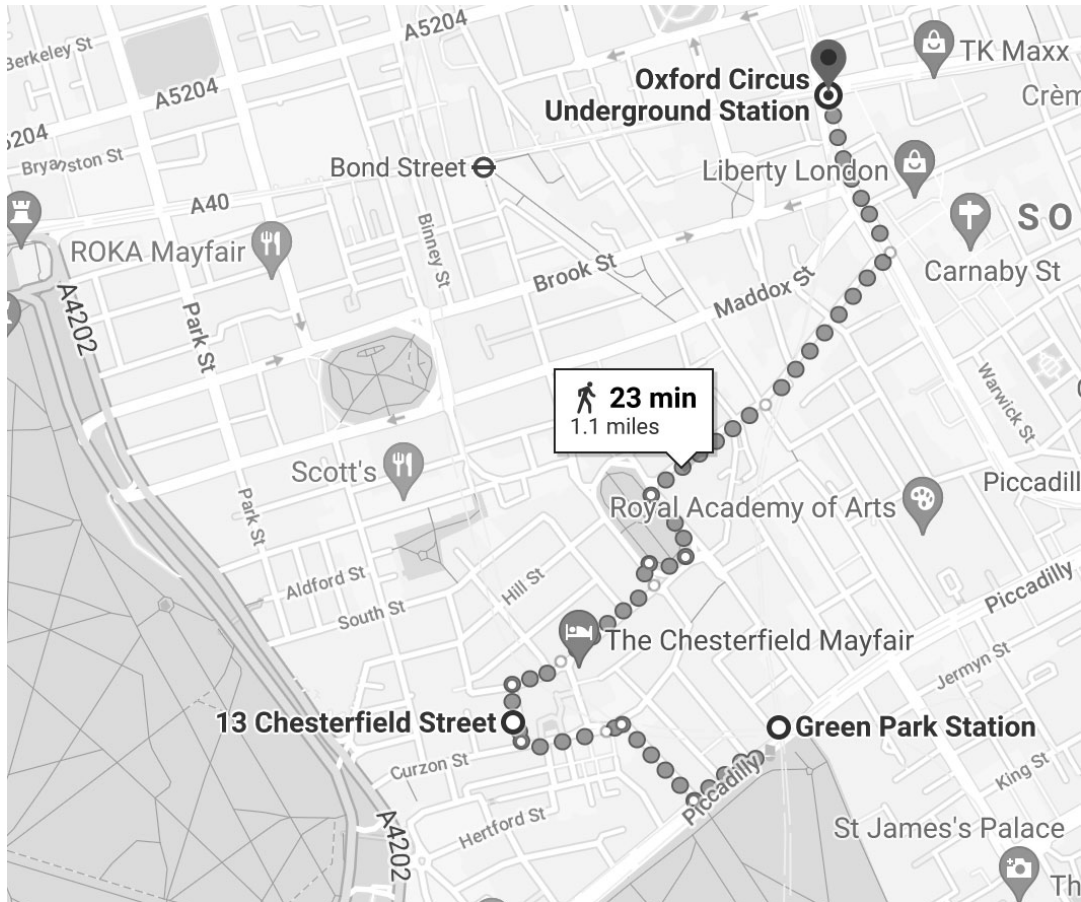 Berkeley St
A5204
A5204
5204
Bryanston St
A40
Bond Street
Oxford Circus
Underground Station
TK Maxx
Crèm
Liberty London
S O
Carnaby St
ROKA Mayfair
Binney St
Brook St
Maddox St
A4202
Park St
23 min
1.1 miles
Warwick St
Scott's
Park St
Royal Academy of Arts
Piccadill
Aldford St
South St
Hill St
Piccadilly
The Chesterfield Mayfair
Jermyn St
13 Chesterfield Street
Green Park Station
Curzon St
Piccadilly
King St
A4202
Hertford St
St James's Palace
Th